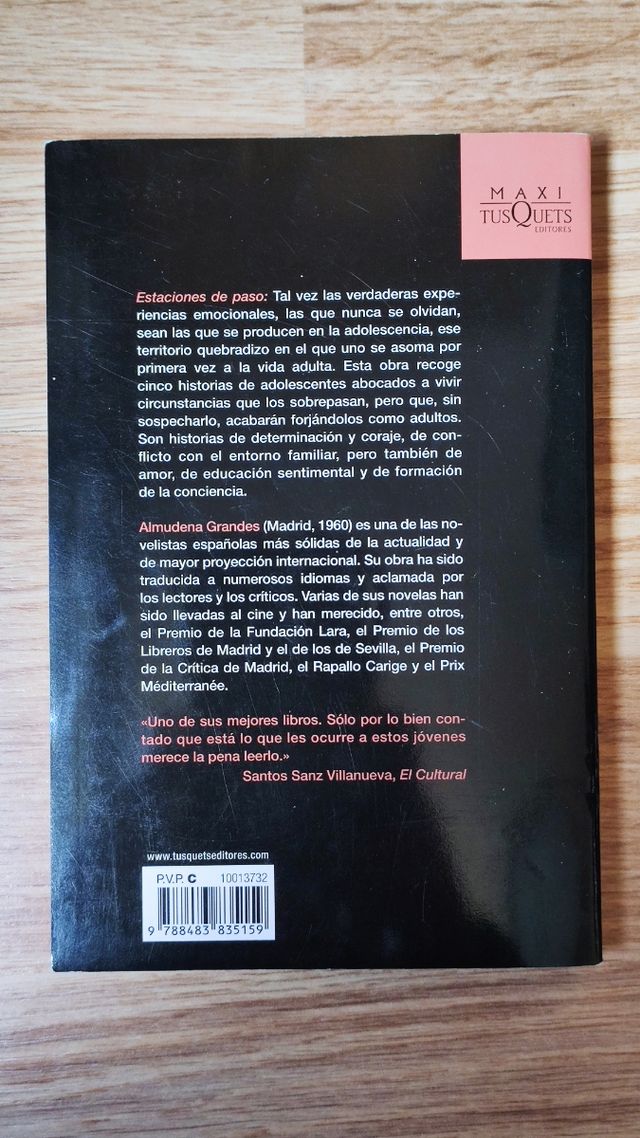 MAXI
TUSQUETS
EDITORES
Estaciones de paso: Tal vez las verdaderas expe-
riencias emocionales, las que nunca se olvidan,
sean las que se producen en la adolescencia, ese
territorio quebradizo en el que uno se asoma por
primera vez a la vida adulta. Esta obra recoge
cinco historias de adolescentes abocados a vivir
circunstancias que los sobrepasan, pero que, sin
sospecharlo, acabarán forjándolos como adultos.
Son historias de determinación y coraje, de con-
flicto con el entorno familiar, pero también de
amor, de educación sentimental y de formación
de la conciencia.
Almudena Grandes (Madrid, 1960) es una de las no-
velistas españolas más sólidas de la actualidad y
de mayor proyección internacional. Su obra ha sido
traducida a numerosos idiomas y aclamada por
los lectores y los críticos. Varias de sus novelas han
sido llevadas al cine y han merecido, entre otros,
el Premio de la Fundación Lara, el Premio de los
Libreros de Madrid y el de los de Sevilla, el Premio
de la Crítica de Madrid, el Rapallo Carige y el Prix
Méditerranée.
«Uno de sus mejores libros. Sólo por lo bien con-
tado que está lo que les ocurre a estos jóvenes
merece la pena leerlo.»
Santos Sanz Villanueva, El Cultural
www.tusquetseditores.com
P.V.P. C 10013732
9 788483 835159